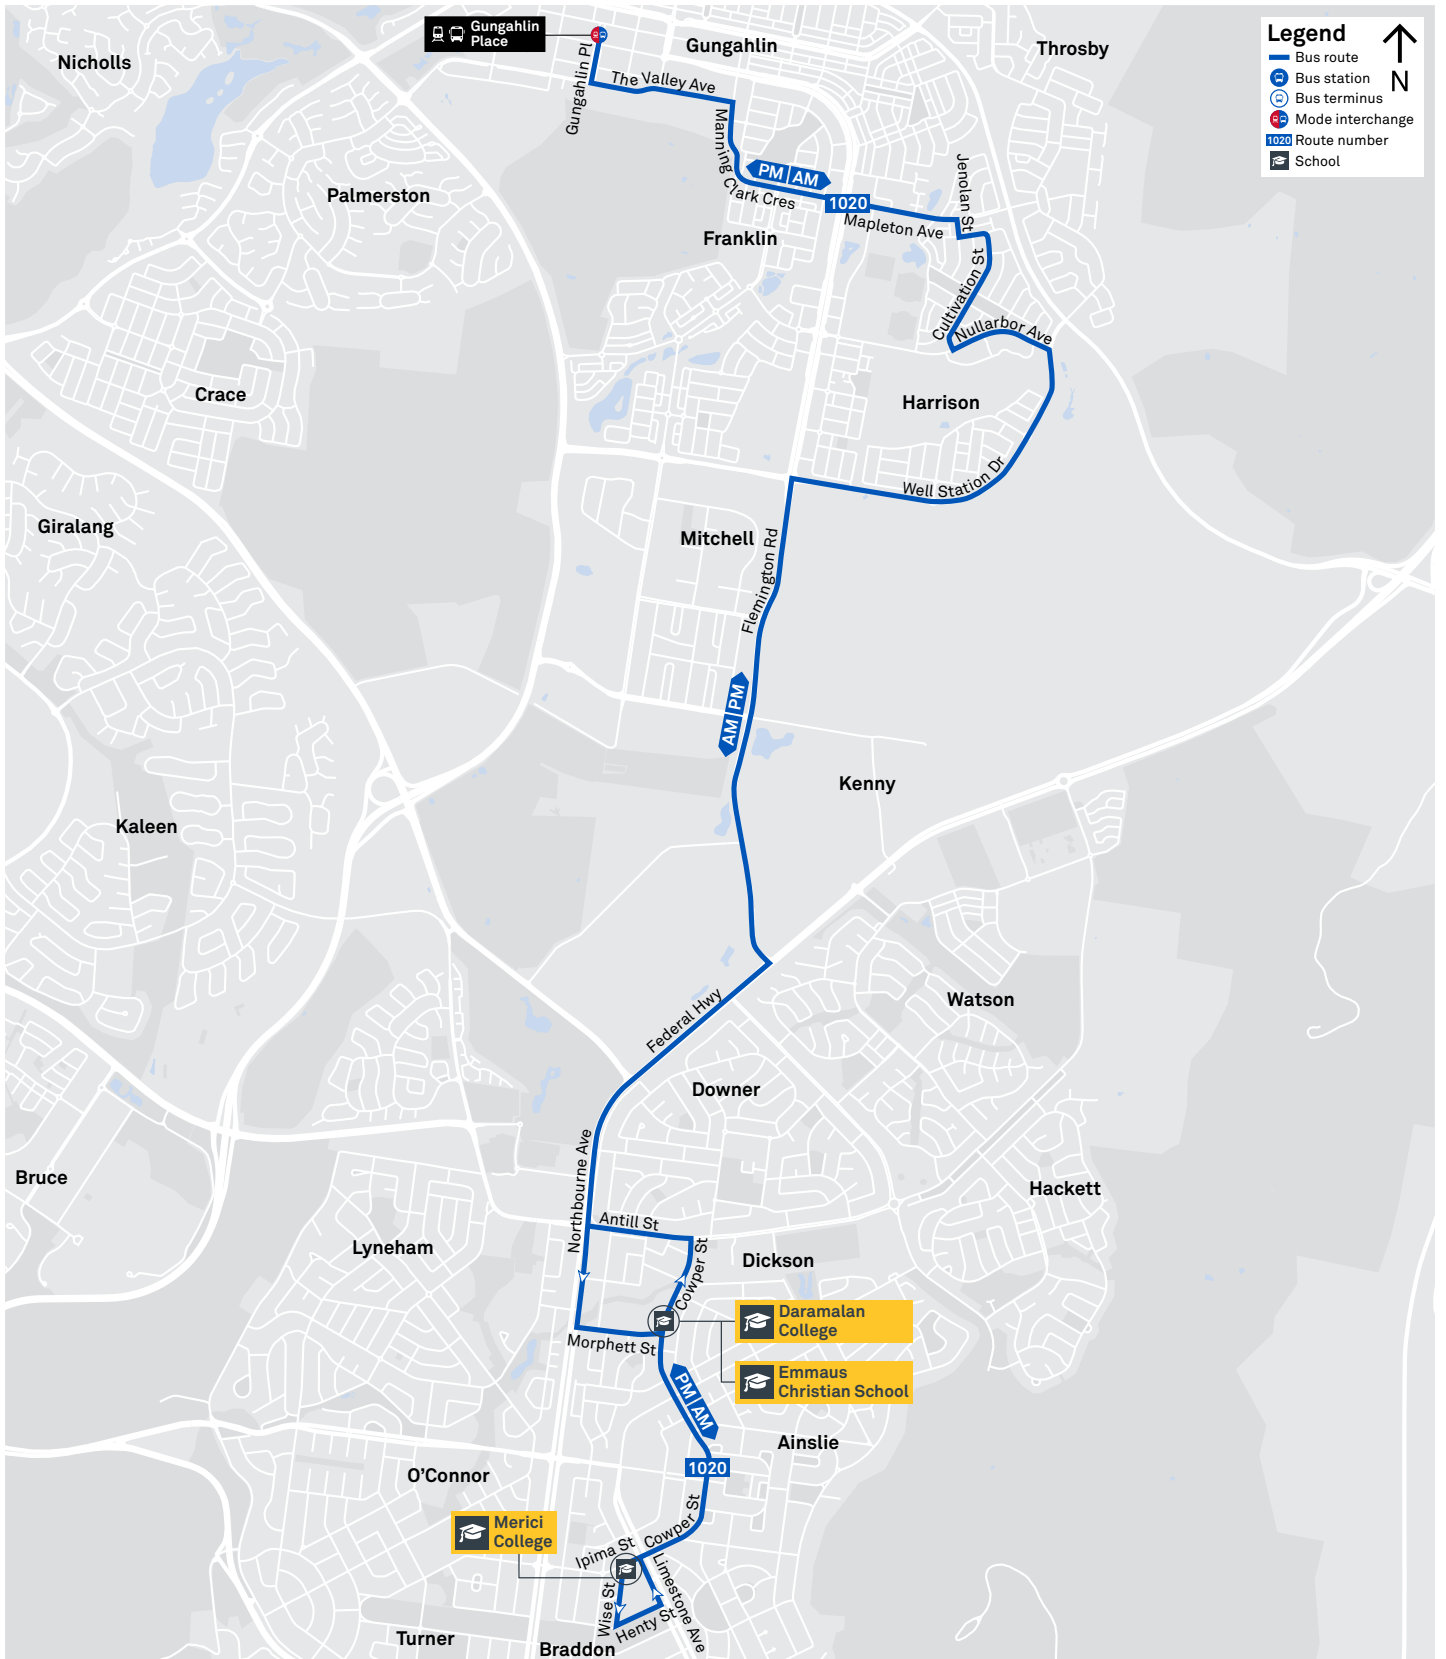 Gungahlin
Place
Gungahlin
Throsby
Nicholls
Legend
Bus route
Bus station
Bus terminus
Mode interchange
1020 Route number
School
N
Gungahlin Pl
The Valley Ave
Manning Clark Cres
PM AM
1020
Jenolan St
Mapleton Ave
Palmerston
Franklin
Cultivation St
Nullarbor Ave
Crace
Harrison
Well Station Dr
Giralang
Mitchell
Flemington Rd
AM PM
Kenny
Kaleen
Watson
Federal Hwy
Downer
Northbourne Ave
Bruce
Hackett
Antill St
Lyneham
Cowper St
Dickson
Daramalan
College
Morphett St
Emmaus
Christian School
PM AM
Ainslie
1020
O'Connor
Merici
College
Cowper St
Ipima St
Limestone Ave
Wise St
Henty St
Turner
Braddon